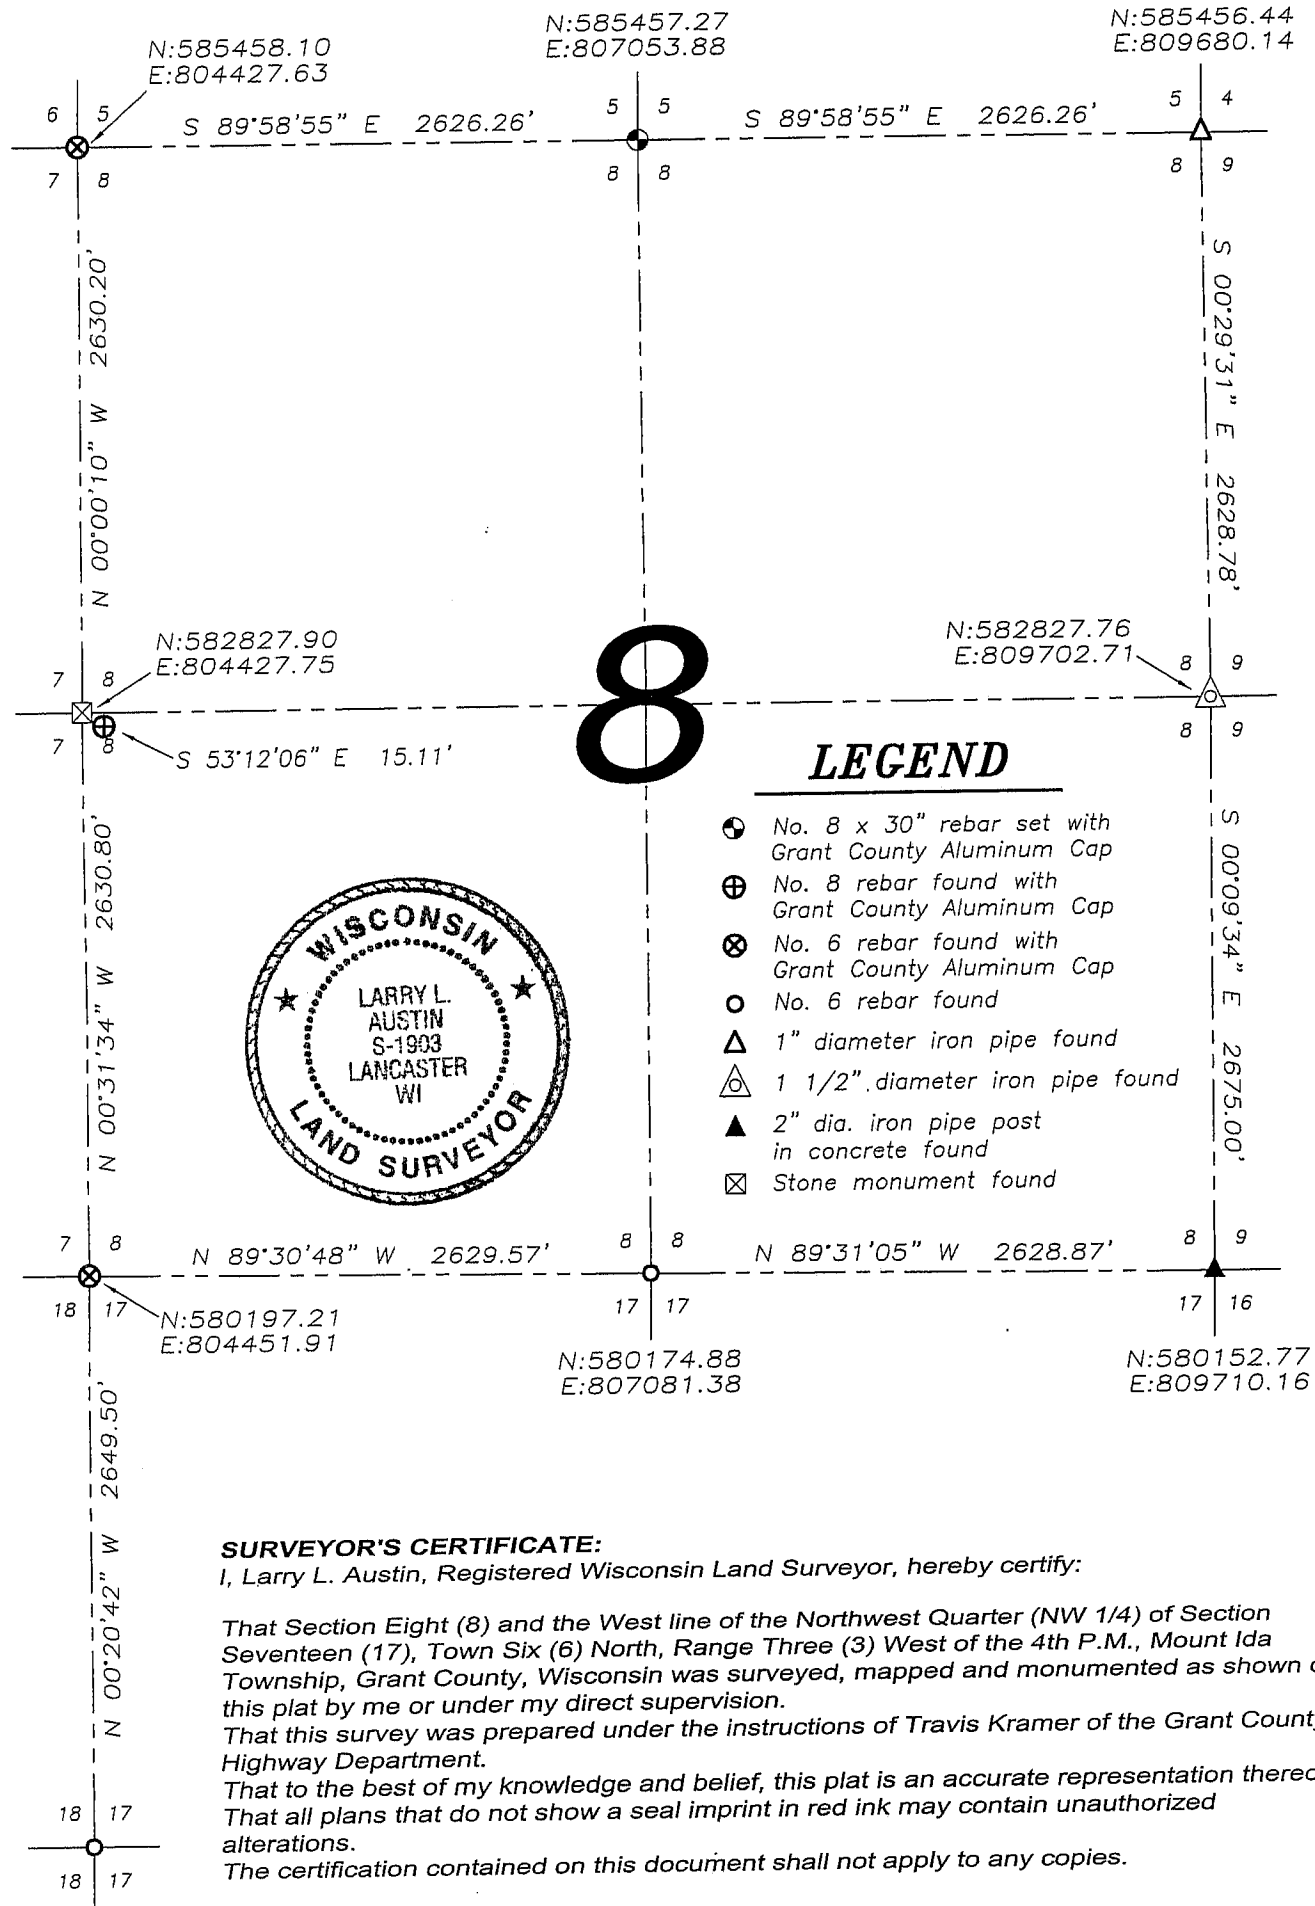 N:585458.10
E:804427.63
N:585457.27
E:807053.88
N:585456.44
E:809680.14
6 5
7 8
S 89°58'55" E 2626.26'
5 5
8 8
S 89°58'55" E 2626.26'
5 4
8 9
N 00°00'10" W 2630.20'
S 00°29'31" E 2628.78'
N:582827.90
E:804427.75
7 8
7 8
S 53°12'06" E 15.11'
8
N:582827.76
E:809702.71
8 9
8 9
N 00°31'34" W 2630.80'
S 00°09'34" E 2675.00'
LEGEND
No. 8 x 30" rebar set with
Grant County Aluminum Cap
No. 8 rebar found with
Grant County Aluminum Cap
No. 6 rebar found with
Grant County Aluminum Cap
No. 6 rebar found
1" diameter iron pipe found
1 1/2" diameter iron pipe found
2" dia. iron pipe post
in concrete found
Stone monument found
WISCONSIN
LARRY L.
AUSTIN
S-1903
LANCASTER
WI
LAND SURVEYOR
7 8
18 17
N 89°30'48" W 2629.57'
8 8
17 17
N 89°31'05" W 2628.87'
8 9
17 16
N:580197.21
E:804451.91
N:580174.88
E:807081.38
N:580152.77
E:809710.16
N 00°20'42" W 2649.50'
18 17
18 17
SURVEYOR'S CERTIFICATE:
I, Larry L. Austin, Registered Wisconsin Land Surveyor, hereby certify:
That Section Eight (8) and the West line of the Northwest Quarter (NW 1/4) of Section
Seventeen (17), Town Six (6) North, Range Three (3) West of the 4th P.M., Mount Ida
Township, Grant County, Wisconsin was surveyed, mapped and monumented as shown
this plat by me or under my direct supervision.
That this survey was prepared under the instructions of Travis Kramer of the Grant
Highway Department.
That to the best of my knowledge and belief, this plat is an accurate representation
That all plans that do not show a seal imprint in red ink may contain unauthorized
alterations.
The certification contained on this document shall not apply to any copies.